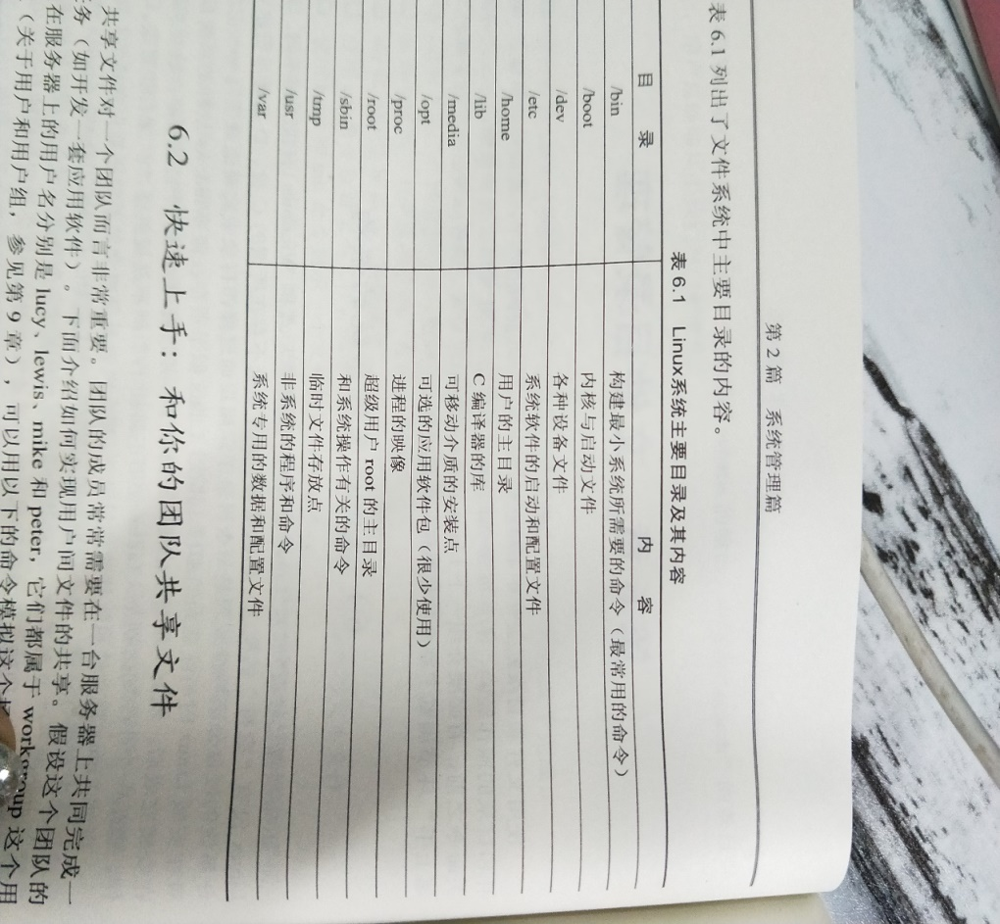 第 2 篇 系统管理篇
表 6.1 列出了文件系统中主要目录的内容。
表 6.1 Linux系统主要目录及其内容
目 录 内 容
/bin 构建最小系统所需要的命令（最常用的命令）
/boot 内核与启动文件
/dev 各种设备文件
/etc 系统软件的启动和配置文件
/home 用户的主目录
/lib C 编译器的库
/media 可移动介质的安装点
/opt 可选的应用软件包（很少使用）
/proc 进程的映像
/root 超级用户 root 的主目录
/sbin 和系统操作有关的命令
/tmp 临时文件存放点
/usr 非系统的程序和命令
/var 系统专用的数据和配置文件
6.2 快速上手：和你的团队共享文件
共享文件对一个团队而言非常重要。团队的成员常常需要在一台服务器上共同完成一
务（如开发一套应用软件）。下面介绍如何实现用户间文件的共享。假设这个团队的
在服务器上的用户名分别是 lucy、lewis、mike 和 peter，它们都属于 workgroup 这个用
（关于用户和用户组，参见第 9 章），可以用以下的命令模拟这个